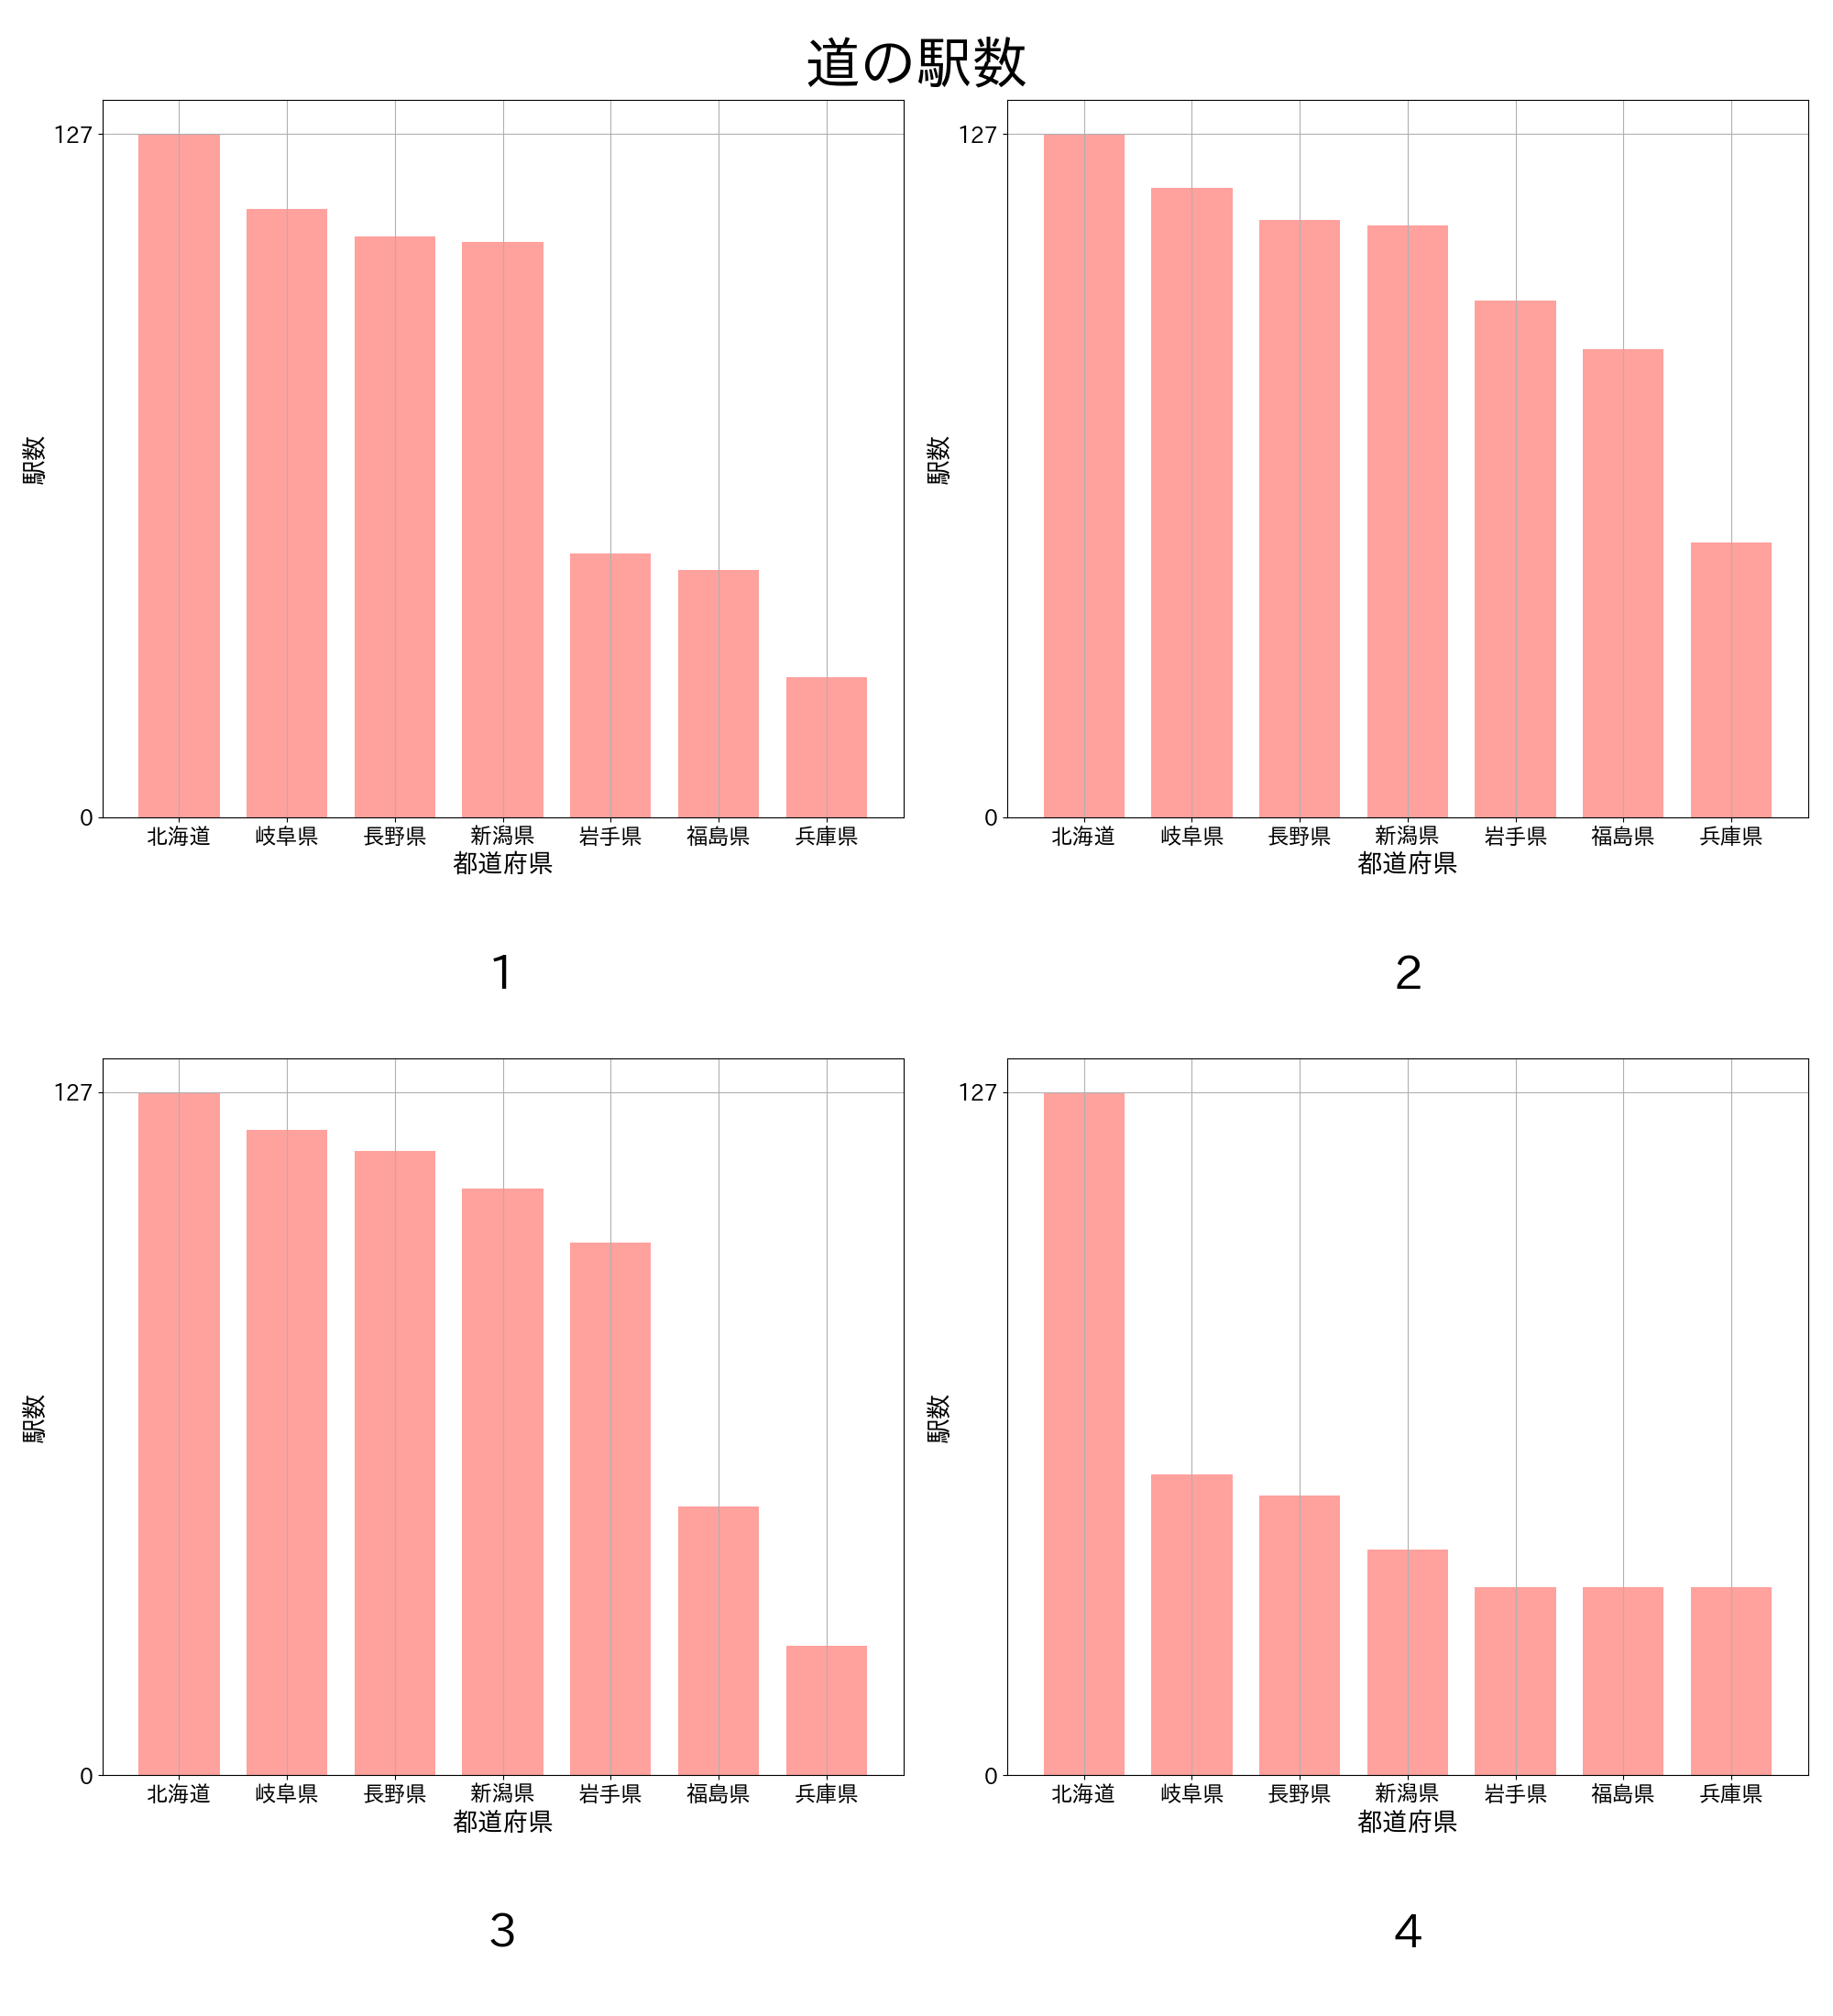 道の駅数
127
0
駅数
北海道 岐阜県 長野県 新潟県 岩手県 福島県 兵庫県
都道府県
1
127
0
駅数
北海道 岐阜県 長野県 新潟県 岩手県 福島県 兵庫県
都道府県
2
127
0
駅数
北海道 岐阜県 長野県 新潟県 岩手県 福島県 兵庫県
都道府県
3
127
0
駅数
北海道 岐阜県 長野県 新潟県 岩手県 福島県 兵庫県
都道府県
4